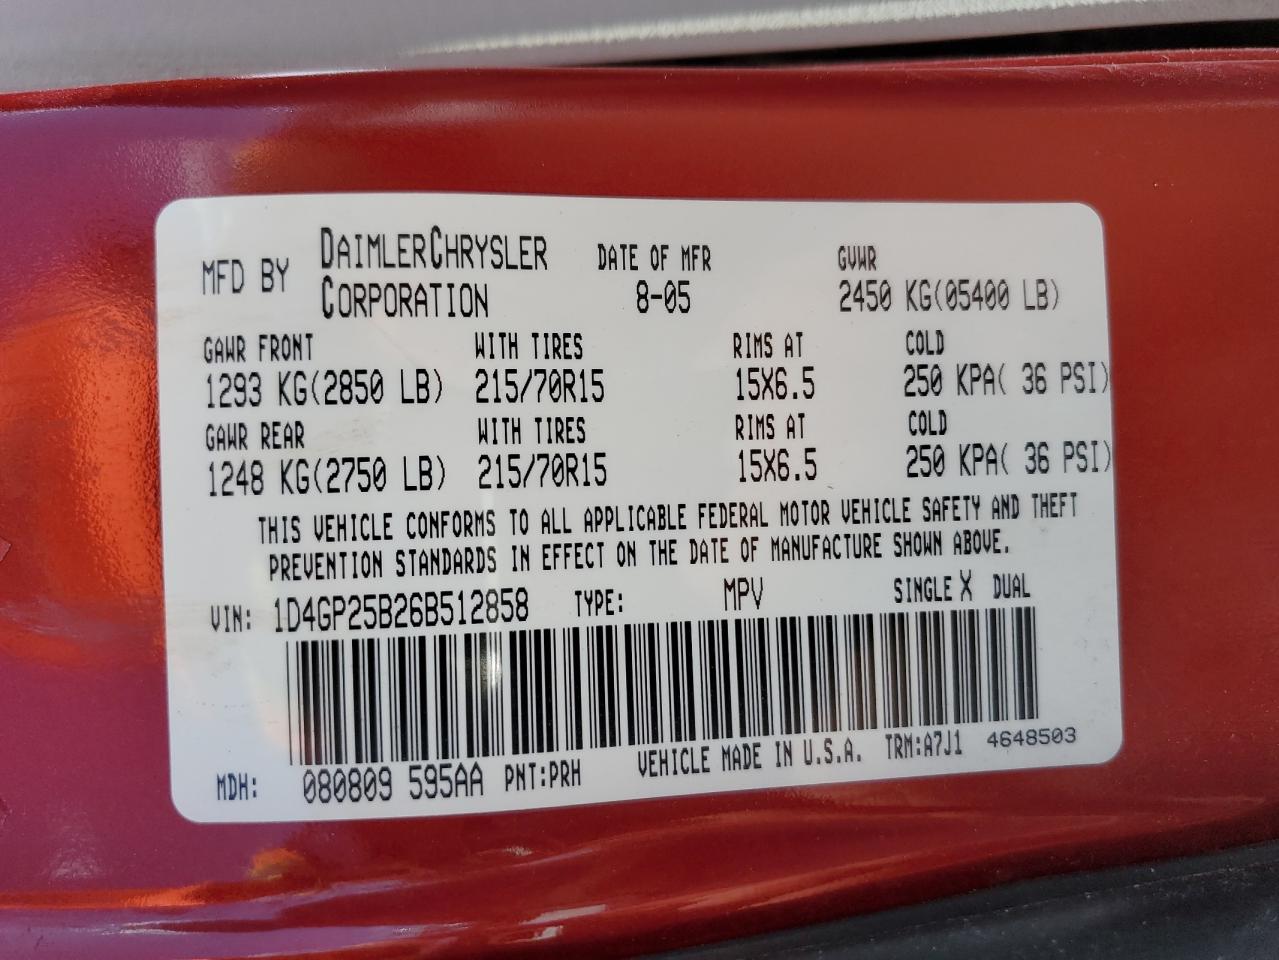 MFD BY DAIMLERCHRYSLER CORPORATION DATE OF MFR 8-05 GVWR 2450 KG(05400 LB)
GAWR FRONT WITH TIRES RIMS AT COLD
1293 KG(2850 LB) 215/70R15 15X6.5 250 KPA( 36 PSI)
GAWR REAR WITH TIRES RIMS AT COLD
1248 KG(2750 LB) 215/70R15 15X6.5 250 KPA( 36 PSI)
THIS VEHICLE CONFORMS TO ALL APPLICABLE FEDERAL MOTOR VEHICLE SAFETY AND THEFT
PREVENTION STANDARDS IN EFFECT ON THE DATE OF MANUFACTURE SHOWN ABOVE.
VIN: 1D4GP25B26B512858 TYPE: MPV SINGLE X DUAL
MDH: 080809 595AA PNT:PRH VEHICLE MADE IN U.S.A. TRM:A7J1 4648503